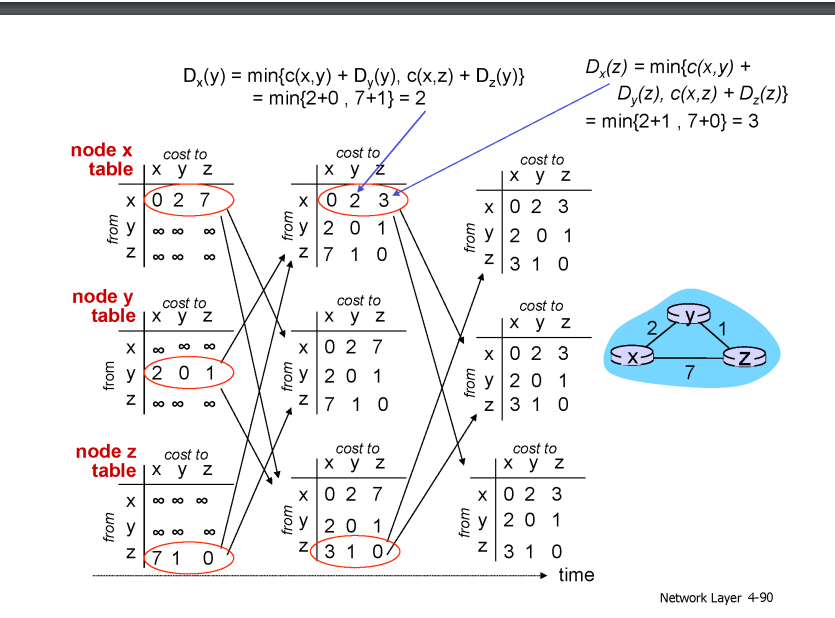 Dx(y) = min{c(x,y) + Dy(y), c(x,z) + Dz(y)}
= min{2+0 , 7+1} = 2
Dx(z) = min{c(x,y) +
Dy(z), c(x,z) + Dz(z)}
= min{2+1 , 7+0} = 3
node x
table
cost to
x y z
from
x 0 2 7
y ∞ ∞ ∞
z ∞ ∞ ∞
cost to
x y z
from
x 0 2 3
y 2 0 1
z 7 1 0
cost to
x y z
from
x 0 2 3
y 2 0 1
z 3 1 0
node y
table
cost to
x y z
from
x ∞ ∞ ∞
y 2 0 1
z ∞ ∞ ∞
cost to
x y z
from
x 0 2 7
y 2 0 1
z 7 1 0
cost to
x y z
from
x 0 2 3
y 2 0 1
z 3 1 0
y
2 1
x z
7
node z
table
cost to
x y z
from
x ∞ ∞ ∞
y ∞ ∞ ∞
z 7 1 0
cost to
x y z
from
x 0 2 7
y 2 0 1
z 3 1 0
cost to
x y z
from
x 0 2 3
y 2 0 1
z 3 1 0
time
Network Layer 4-90